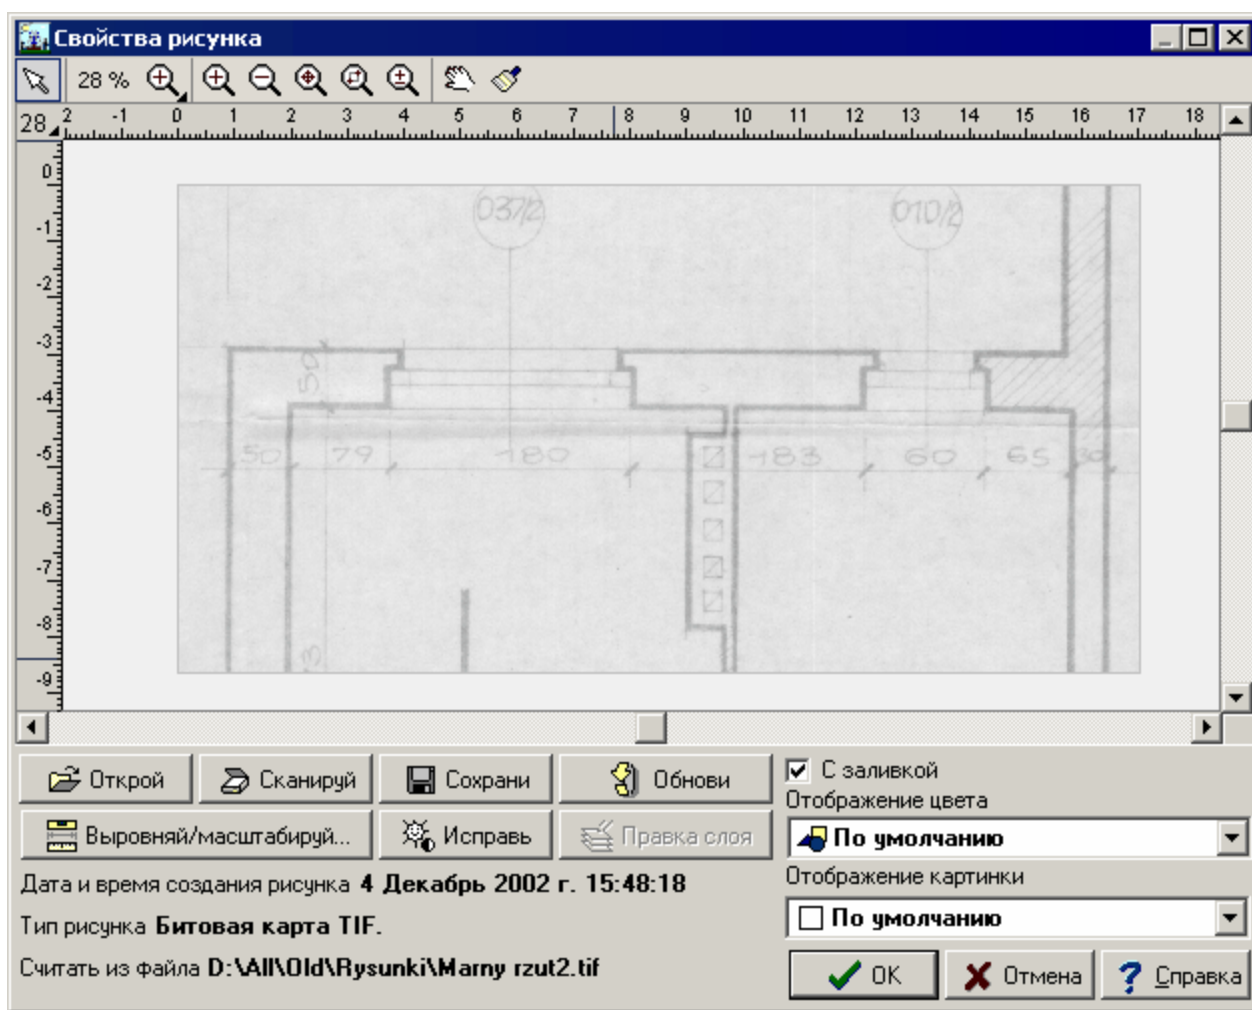 Свойства рисунка
28 %
28 2 -1 0 1 2 3 4 5 6 7 8 9 10 11 12 13 14 15 16 17 18
0
-1
-2
-3
-4
-5
-6
-7
-8
-9
037/2 010/2
50
50 79 180 183 60 65 30
3
Открой Сканируй Сохрани Обнови
Выровняй/масштабируй... Исправь Правка слоя
Дата и время создания рисунка 4 Декабрь 2002 г. 15:48:18
Тип рисунка Битовая карта TIF.
Считать из файла D:\All\Old\Rysunki\Marny rzut2.tif
С заливкой
Отображение цвета
По умолчанию
Отображение картинки
По умолчанию
OK Отмена Справка